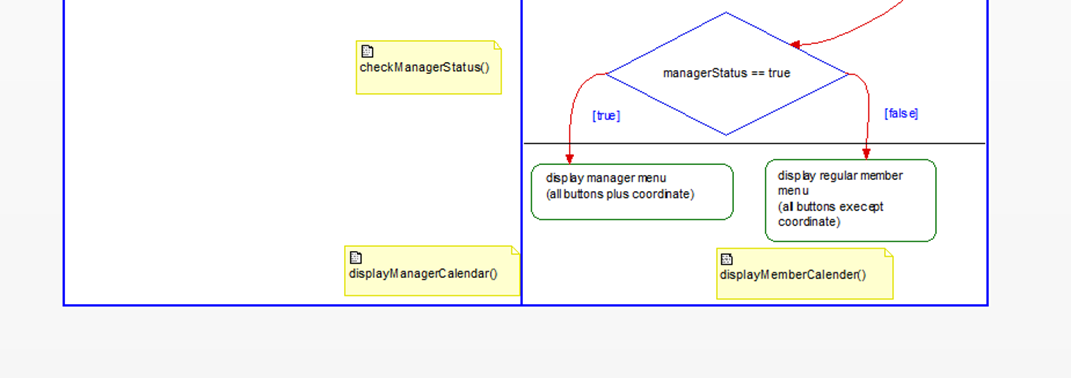 checkManagerStatus()
managerStatus == true
[true]
[false]
display manager menu
(all buttons plus coordinate)
display regular member
menu
(all buttons execept
coordinate)
displayManagerCalendar()
displayMemberCalender()